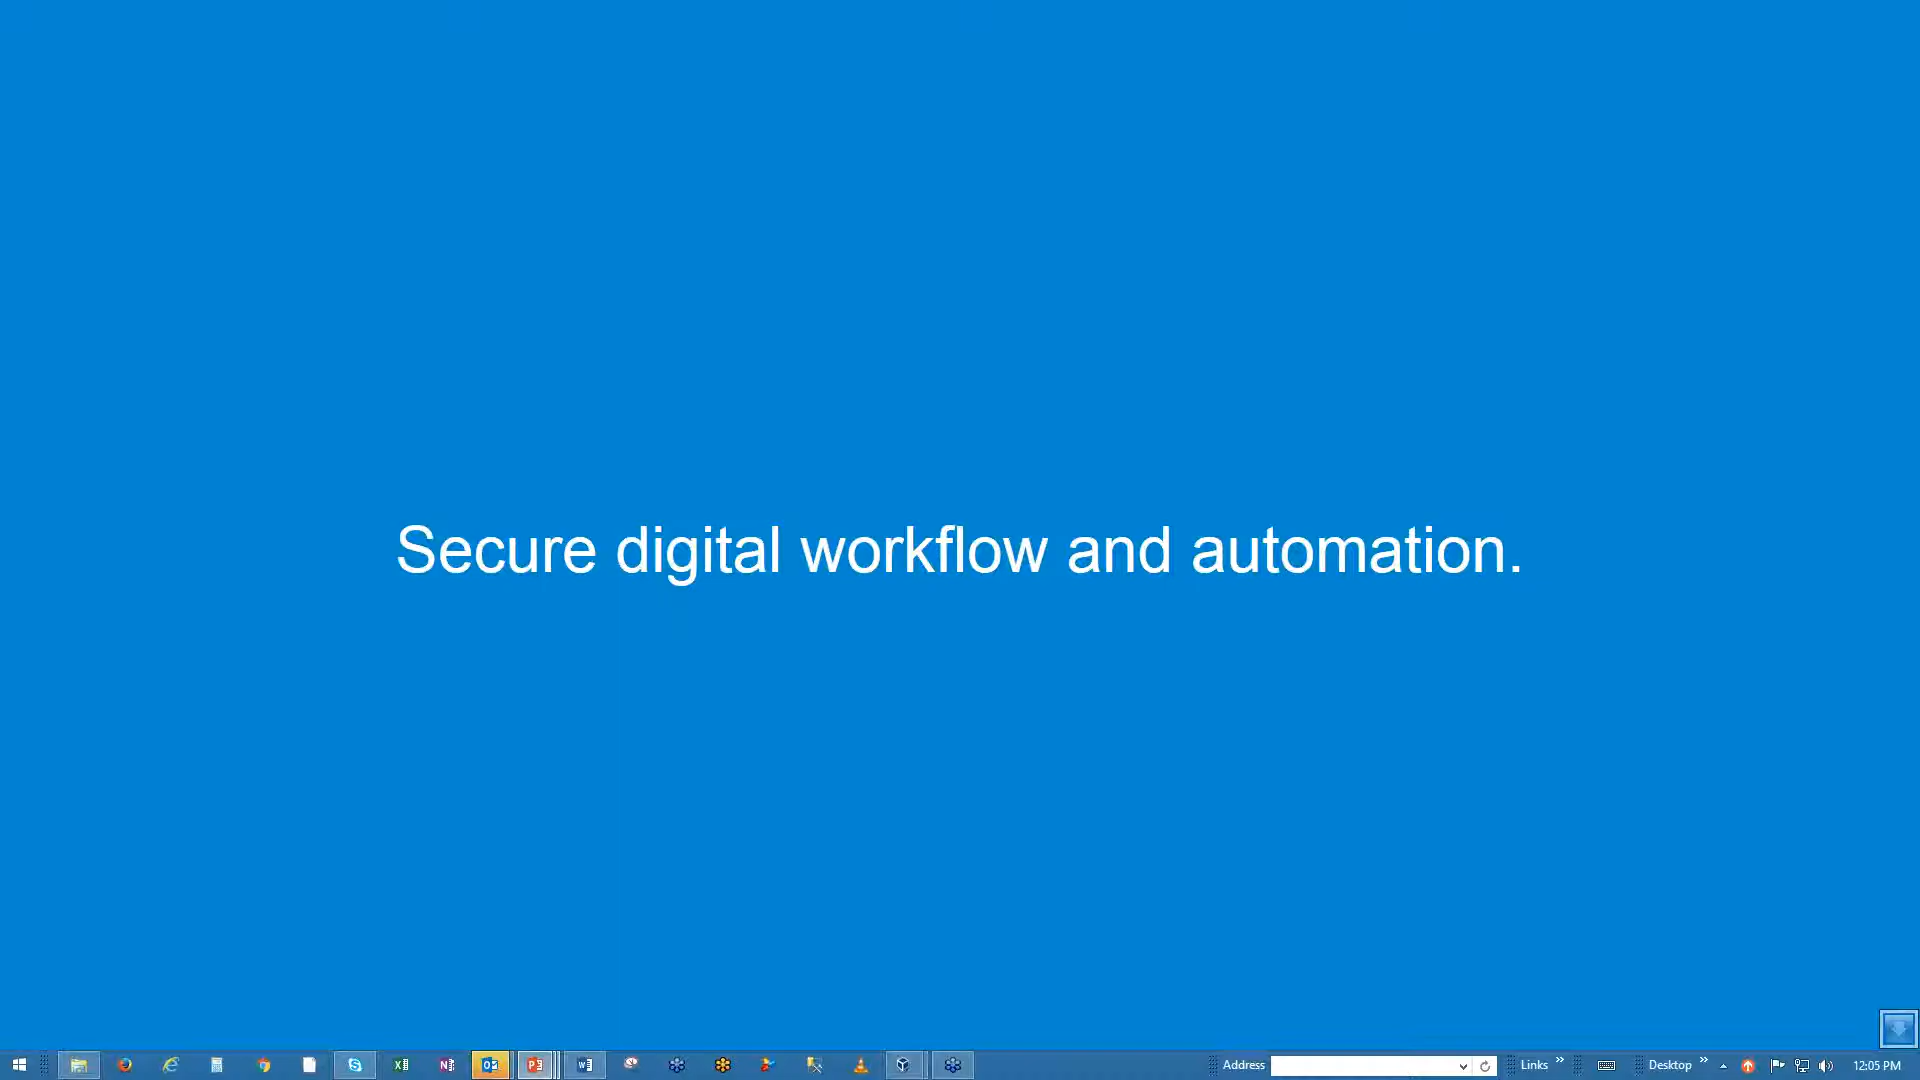 Secure digital workflow and automation.
Address
Links
Desktop
12:05 PM